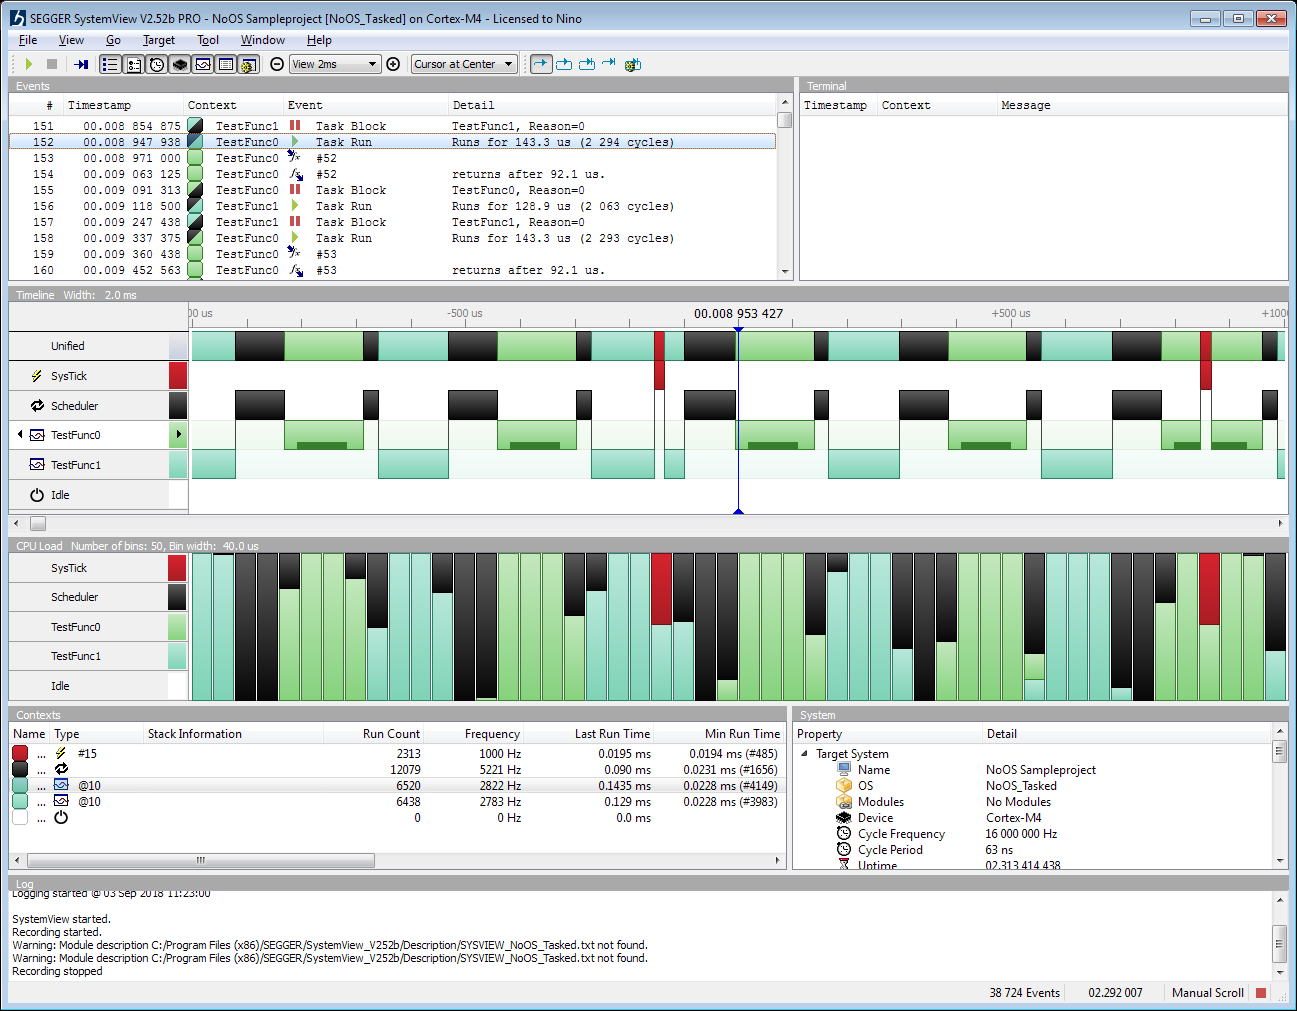 SEGGER SystemView V2.52b PRO - NoOS Sampleproject [NoOS_Tasked] on Cortex-M4 - Licensed to Nino
File View Go Target Tool Window Help
View 2ms Cursor at Center
Events
# Timestamp Context Event Detail
151 00.008 854 875 TestFunc1 Task Block TestFunc1, Reason=0
152 00.008 947 938 TestFunc0 Task Run Runs for 143.3 us (2 294 cycles)
153 00.008 971 000 TestFunc0 fx #52
154 00.009 063 125 TestFunc0 fx #52 returns after 92.1 us.
155 00.009 091 313 TestFunc0 Task Block TestFunc0, Reason=0
156 00.009 118 500 TestFunc1 Task Run Runs for 128.9 us (2 063 cycles)
157 00.009 247 438 TestFunc1 Task Block TestFunc1, Reason=0
158 00.009 337 375 TestFunc0 Task Run Runs for 143.3 us (2 293 cycles)
159 00.009 360 438 TestFunc0 fx #53
160 00.009 452 563 TestFunc0 fx #53 returns after 92.1 us.
Terminal
Timestamp Context Message
Timeline Width: 2.0 ms
00 us -500 us 00.008 953 427 +500 us +1000
Unified
SysTick
Scheduler
TestFunc0
TestFunc1
Idle
CPU Load Number of bins: 50, Bin width: 40.0 us
SysTick
Scheduler
TestFunc0
TestFunc1
Idle
Contexts
Name Type Stack Information Run Count Frequency Last Run Time Min Run Time
... #15 2313 1000 Hz 0.0195 ms 0.0194 ms (#485)
... 12079 5221 Hz 0.090 ms 0.0231 ms (#1656)
... @10 6520 2822 Hz 0.1435 ms 0.0228 ms (#4149)
... @10 6438 2783 Hz 0.129 ms 0.0228 ms (#3983)
... 0 0 Hz 0.0 ms
System
Property Detail
Target System
Name NoOS Sampleproject
OS NoOS_Tasked
Modules No Modules
Device Cortex-M4
Cycle Frequency 16 000 000 Hz
Cycle Period 63 ns
Uptime 02.313 414 438
Log
Logging started @ 03 Sep 2018 11:23:00
SystemView started.
Recording started.
Warning: Module description C:/Program Files (x86)/SEGGER/SystemView_V252b/Description/SYSVIEW_NoOS_Tasked.txt not found.
Warning: Module description C:/Program Files (x86)/SEGGER/SystemView_V252b/Description/SYSVIEW_NoOS_Tasked.txt not found.
Recording stopped
38 724 Events 02.292 007 Manual Scroll